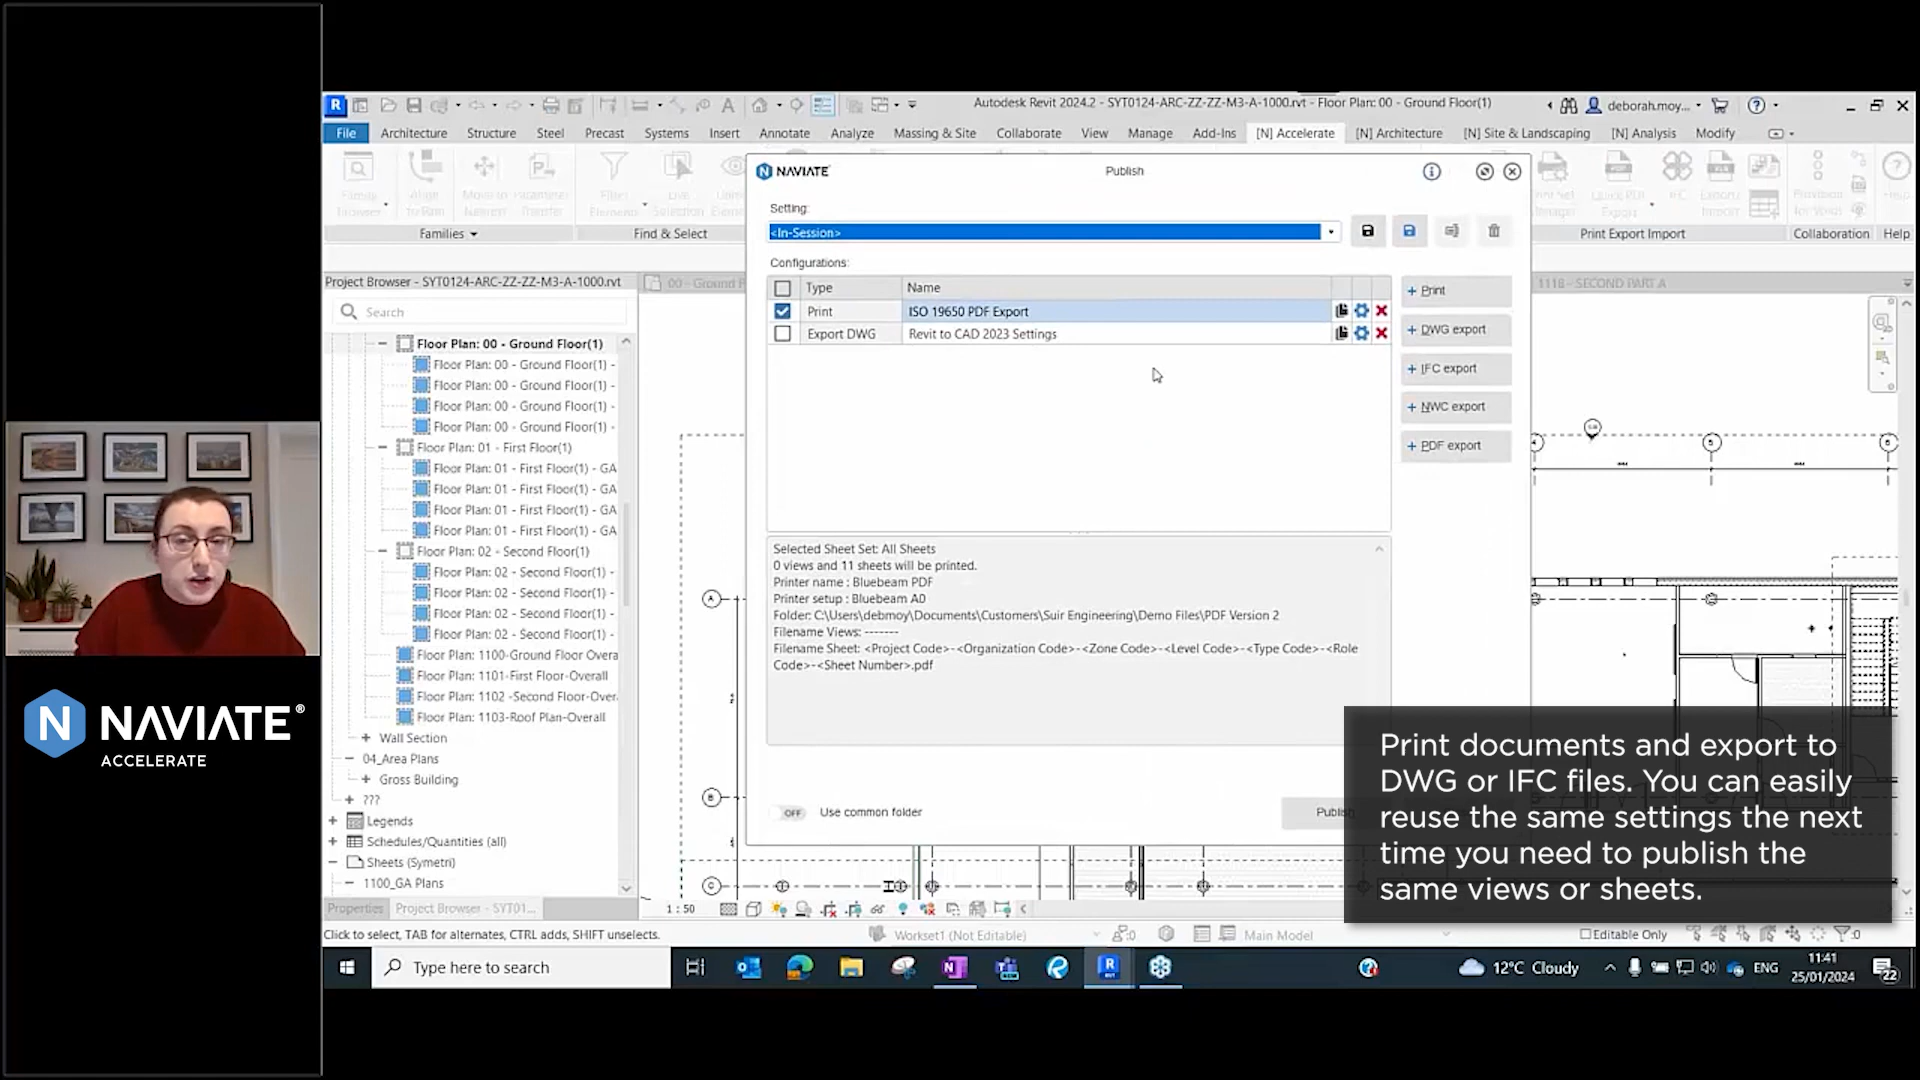 Autodesk Revit 2024.2 - SYT0124-ARC-ZZ-ZZ-M3-A-1000.rvt - Floor Plan: 00 - Ground Floor(1)
deborah.moy...
File Architecture Structure Steel Precast Systems Insert Annotate Analyze Massing & Site Collaborate View Manage Add-Ins [N] Accelerate [N] Architecture [N] Site & Landscaping [N] Analysis Modify
Families
Find & Select
Print Export Import
Collaboration
Help
NAVIATE
Publish
Setting:
<In-Session>
Configurations:
Type Name
Print ISO 19650 PDF Export
Export DWG Revit to CAD 2023 Settings
+ Print
+ DWG export
+ IFC export
+ NWC export
+ PDF export
Selected Sheet Set: All Sheets
0 views and 11 sheets will be printed.
Printer name : Bluebeam PDF
Printer setup : Bluebeam A0
Folder: C:\Users\debmoy\Documents\Customers\Suir Engineering\Demo Files\PDF Version 2
Filename Views: -------
Filename Sheet: <Project Code>-<Organization Code>-<Zone Code>-<Level Code>-<Type Code>-<Role
Code>-<Sheet Number>.pdf
OFF Use common folder
Publish
Project Browser - SYT0124-ARC-ZZ-ZZ-M3-A-1000.rvt
Search
Floor Plan: 00 - Ground Floor(1)
Floor Plan: 00 - Ground Floor(1) -
Floor Plan: 00 - Ground Floor(1) -
Floor Plan: 00 - Ground Floor(1) -
Floor Plan: 00 - Ground Floor(1) -
Floor Plan: 01 - First Floor(1)
Floor Plan: 01 - First Floor(1) - GA
Floor Plan: 01 - First Floor(1) - GA
Floor Plan: 01 - First Floor(1) - GA
Floor Plan: 01 - First Floor(1) - GA
Floor Plan: 02 - Second Floor(1)
Floor Plan: 02 - Second Floor(1) -
Floor Plan: 02 - Second Floor(1) -
Floor Plan: 02 - Second Floor(1) -
Floor Plan: 02 - Second Floor(1) -
Floor Plan: 1100-Ground Floor Overa
Floor Plan: 1101-First Floor-Overall
Floor Plan: 1102 -Second Floor-Over
Floor Plan: 1103-Roof Plan-Overall
Wall Section
04_Area Plans
Gross Building
???
Legends
Schedules/Quantities (all)
Sheets (Symetri)
1100_GA Plans
Properties
Project Browser - SYT01...
00 - Ground F
1118 - SECOND PART A
1 : 50
Click to select, TAB for alternates, CTRL adds, SHIFT unselects.
Workset1 (Not Editable)
:0
Main Model
Editable Only
:0
Print documents and export to
DWG or IFC files. You can easily
reuse the same settings the next
time you need to publish the
same views or sheets.
NAVIATE®
ACCELERATE
Type here to search
12°C Cloudy
ENG
11:41
25/01/2024
22